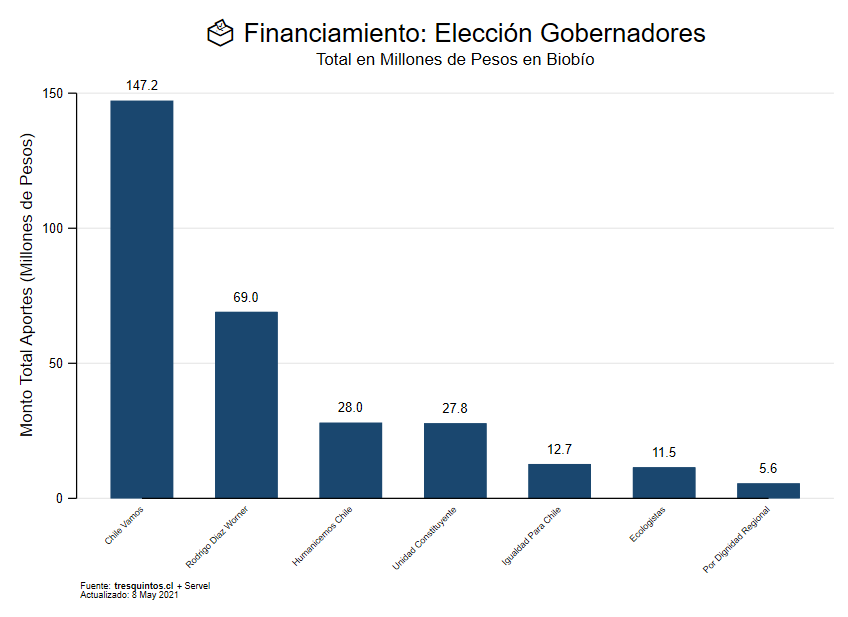 Financiamiento: Elección Gobernadores
Total en Millones de Pesos en Biobío
Monto Total Aportes (Millones de Pesos)
150
100
50
0
147.2
69.0
28.0
27.8
12.7
11.5
5.6
Chile Vamos
Rodrigo Diaz Worner
Humanicemos Chile
Unidad Constituyente
Igualdad Para Chile
Ecologistas
Por Dignidad Regional
Fuente: tresquintos.cl + Servel
Actualizado: 8 May 2021